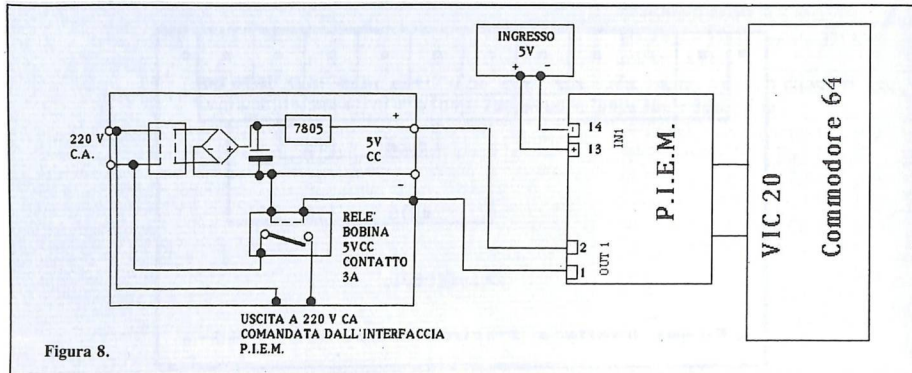 INGRESSO
5V
+ -
220 V
C.A.
+
7805
+
5V
CC
-
RELE'
BOBINA
5VCC
CONTATTO
3A
USCITA A 220 V CA
COMANDATA DALL'INTERFACCIA
P.I.E.M.
- 14
+ 13
IN1
2
1
OUT 1
P.I.E.M.
VIC 20
Commodore 64
Figura 8.